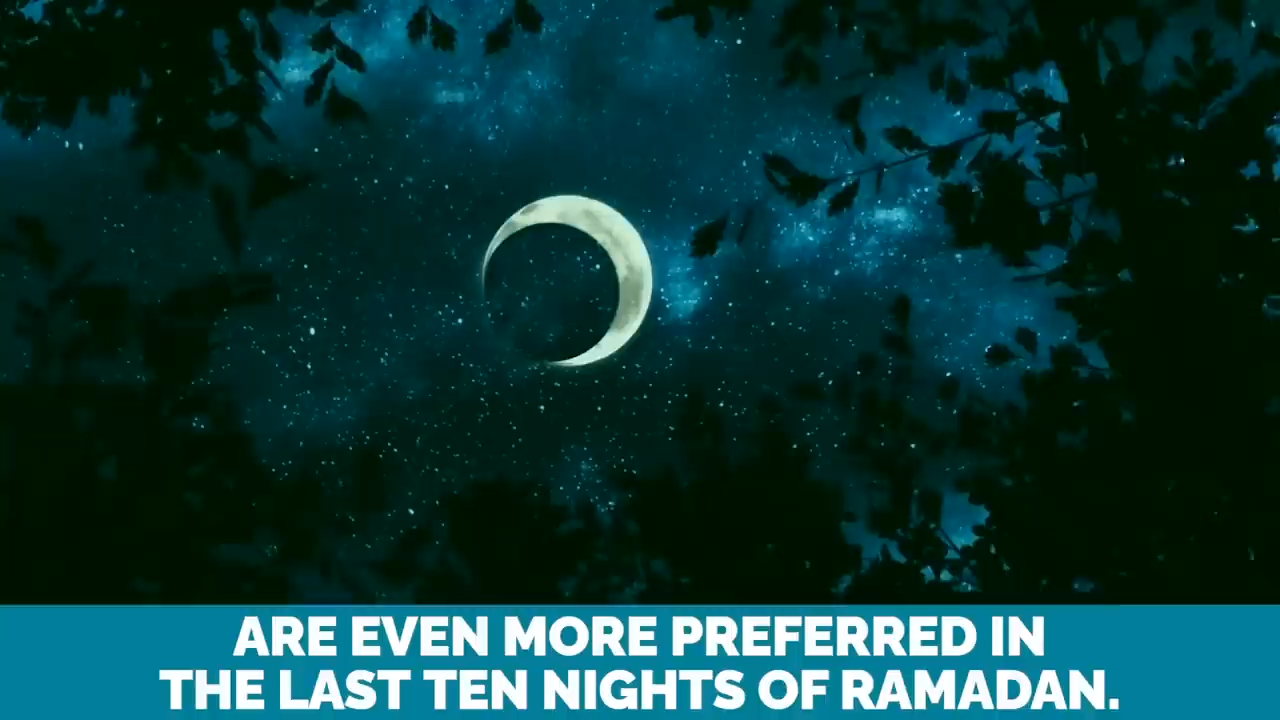 ARE EVEN MORE PREFERRED IN
THE LAST TEN NIGHTS OF RAMADAN.